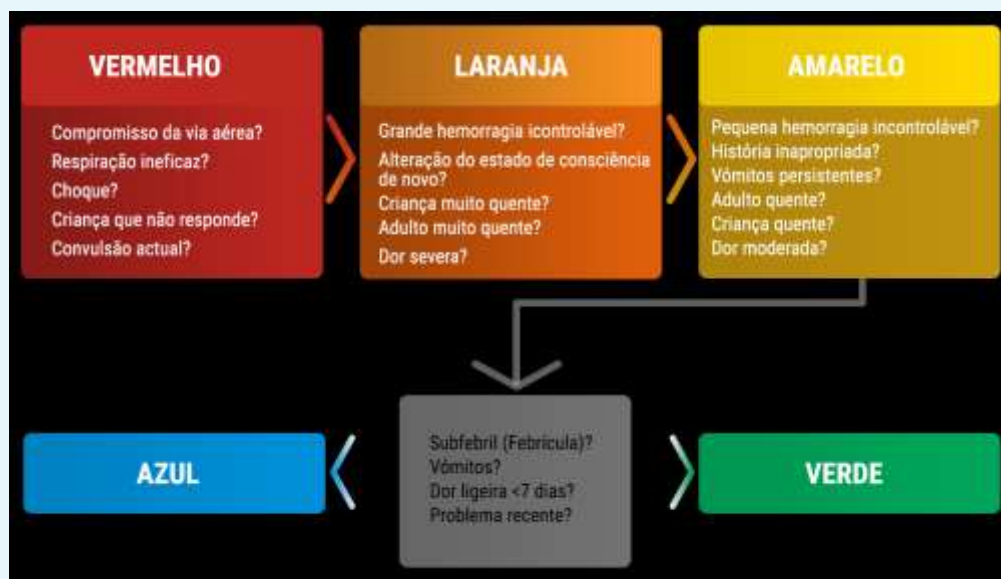 VERMELHO
Compromisso da via aérea?
Respiração ineficaz?
Choque?
Criança que não responde?
Convulsão actual?
LARANJA
Grande hemorragia icontrolável?
Alteração do estado de consciência
de novo?
Criança muito quente?
Adulto muito quente?
Dor severa?
AMARELO
Pequena hemorragia incontrolável?
História inapropriada?
Vómitos persistentes?
Adulto quente?
Criança quente?
Dor moderada?
Subfebril (Febrícula)?
Vómitos?
Dor ligeira <7 dias?
Problema recente?
AZUL
VERDE